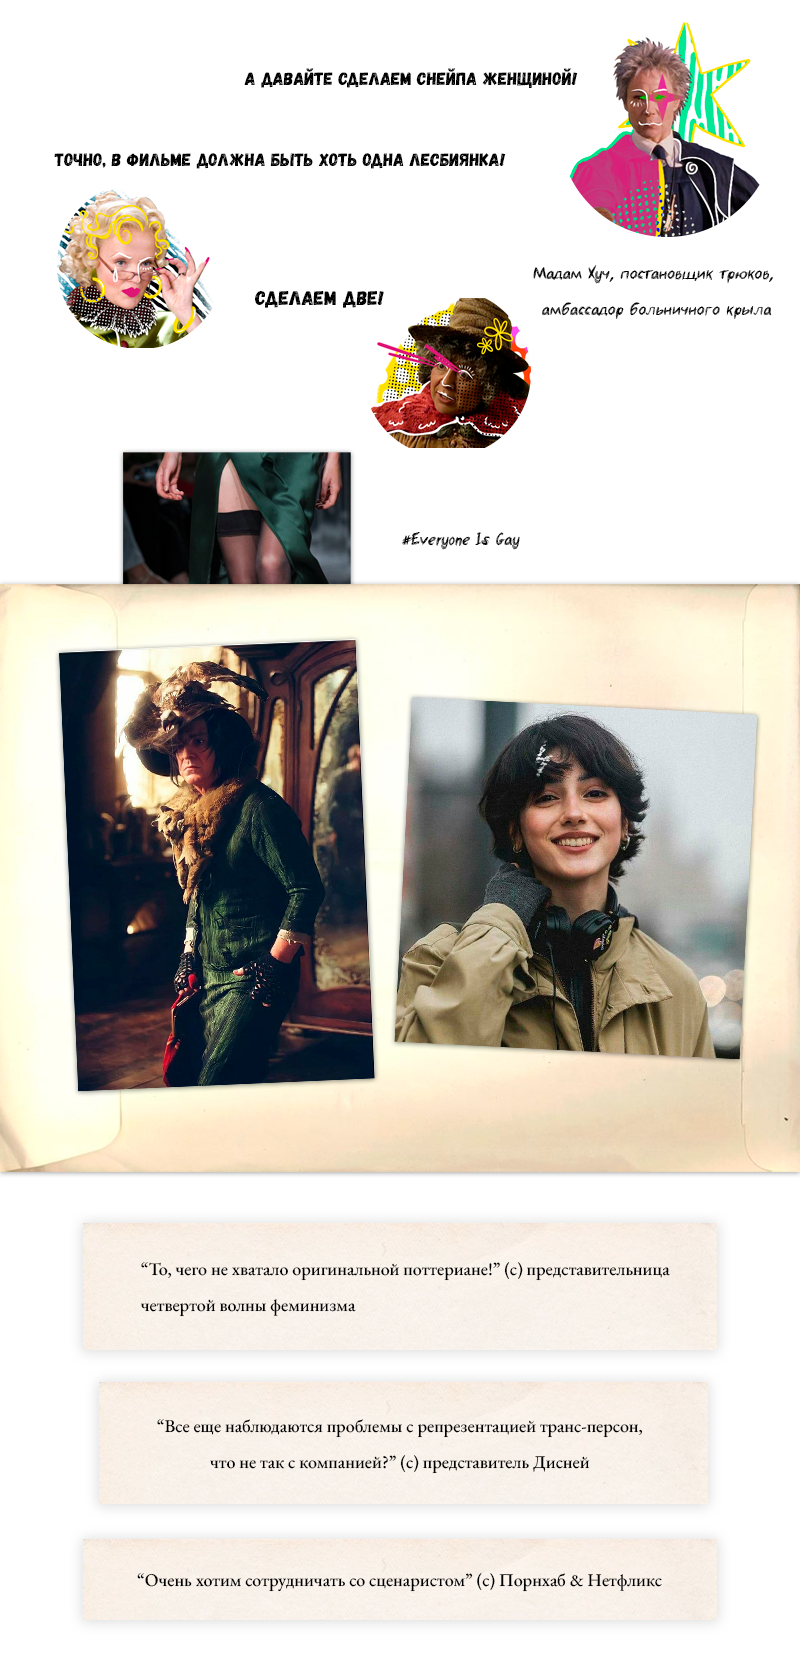 А ДАВАЙТЕ СДЕЛАЕМ СНЕЙПА ЖЕНЩИНОЙ!
ТОЧНО, В ФИЛЬМЕ ДОЛЖНА БЫТЬ ХОТЬ ОДНА ЛЕСБИЯНКА!
Мадам Хуч, постановщик трюков,
амбассадор больничного крыла
СДЕЛАЕМ ДВЕ!
#Everyone Is Gay
“То, чего не хватало оригинальной поттериане!” (с) представительница
четвертой волны феминизма
“Все еще наблюдаются проблемы с репрезентацией транс-персон,
что не так с компанией?” (с) представитель Дисней
“Очень хотим сотрудничать со сценаристом” (с) Порнхаб & Нетфликс